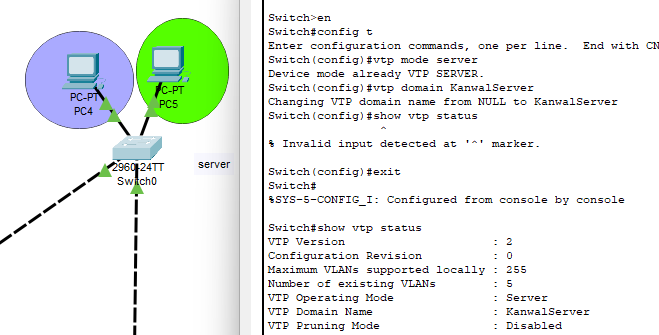 PC-PT
PC4
PC-PT
PC5
2960-24TT
Switch0
server
Switch>en
Switch#config t
Enter configuration commands, one per line.  End with CN
Switch(config)#vtp mode server
Device mode already VTP SERVER.
Switch(config)#vtp domain KanwalServer
Changing VTP domain name from NULL to KanwalServer
Switch(config)#show vtp status
^
% Invalid input detected at '^' marker.
Switch(config)#exit
Switch#
%SYS-5-CONFIG_I: Configured from console by console
Switch#show vtp status
VTP Version : 2
Configuration Revision : 0
Maximum VLANs supported locally : 255
Number of existing VLANs : 5
VTP Operating Mode : Server
VTP Domain Name : KanwalServer
VTP Pruning Mode : Disabled